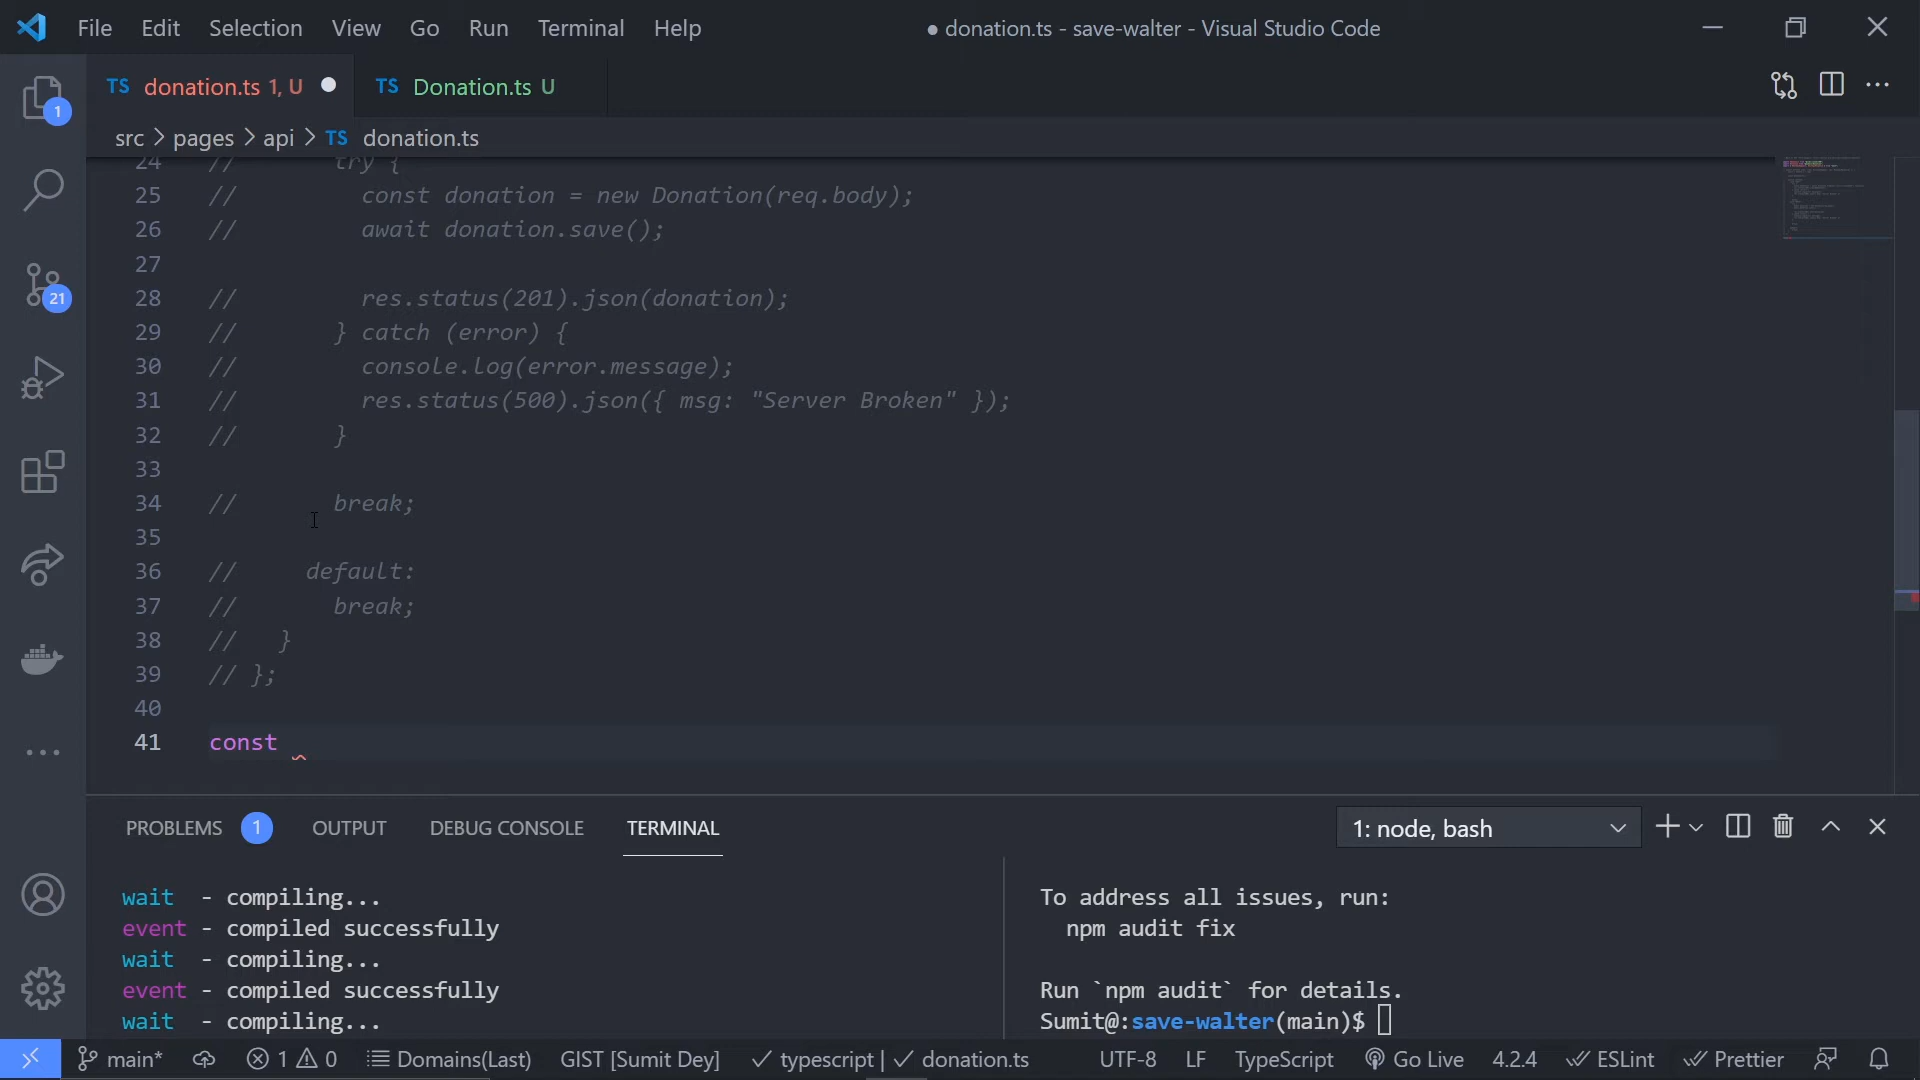 File Edit Selection View Go Run Terminal Help ● donation.ts - save-walter - Visual Studio Code
TS donation.ts 1, U ● TS Donation.ts U
src > pages > api > TS donation.ts
24 // try {
25 // const donation = new Donation(req.body);
26 // await donation.save();
27
28 // res.status(201).json(donation);
29 // } catch (error) {
30 // console.log(error.message);
31 // res.status(500).json({ msg: "Server Broken" });
32 // }
33
34 // break;
35
36 // default:
37 // break;
38 // }
39 // };
40
41 const
1
21
PROBLEMS 1 OUTPUT DEBUG CONSOLE TERMINAL 1: node, bash
wait - compiling...
event - compiled successfully
wait - compiling...
event - compiled successfully
wait - compiling...
To address all issues, run:
npm audit fix
Run `npm audit` for details.
Sumit@:save-walter(main)$
main* 1 0 Domains(Last) GIST [Sumit Dey] typescript | donation.ts UTF-8 LF TypeScript Go Live 4.2.4 ESLint Prettier